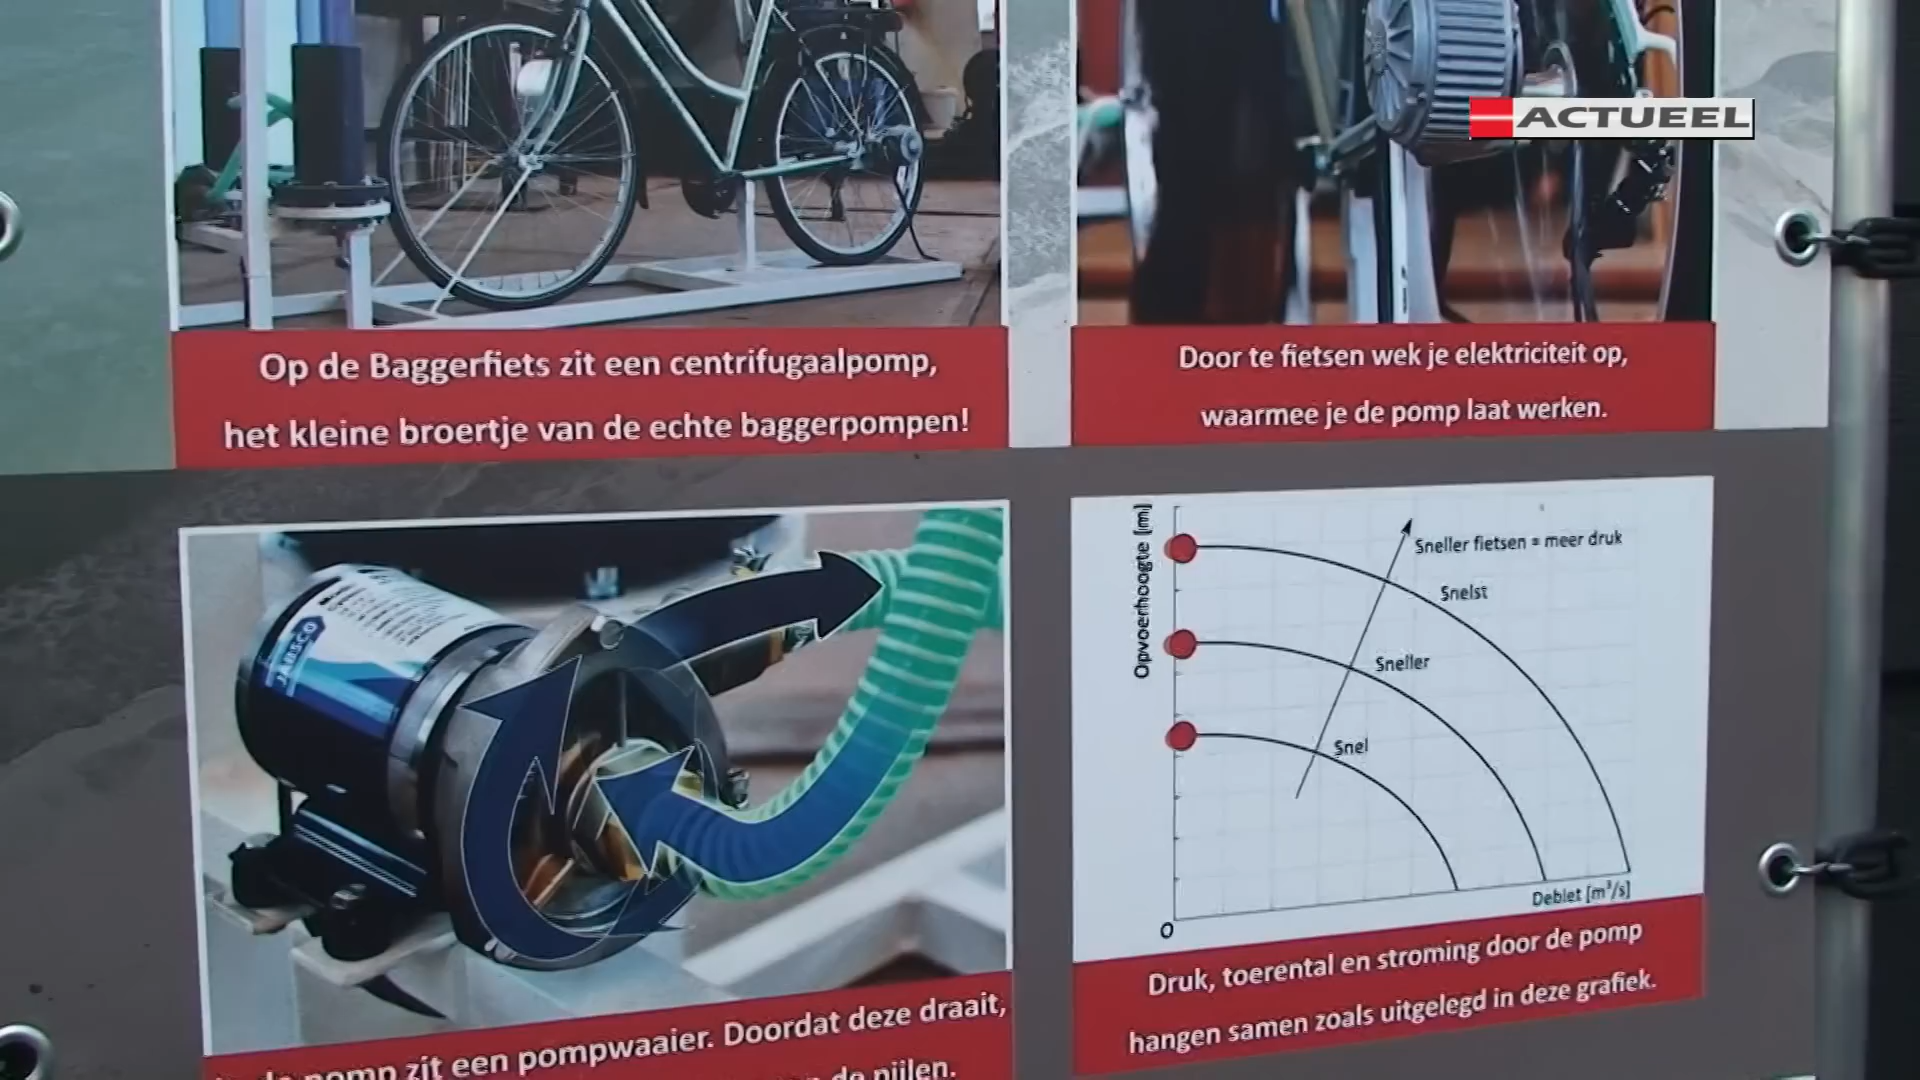 ACTUEEL
Op de Baggerfiets zit een centrifugaalpomp,
het kleine broertje van de echte baggerpompen!
Door te fietsen wek je elektriciteit op,
waarmee je de pomp laat werken.
JABSCO
pomp zit een pompwaaier. Doordat deze draait,
de pijlen.
Opvoerhoogte [m]
Sneller fietsen = meer druk
Snelst
Sneller
Snel
Debiet [m³/s]
0
Druk, toerental en stroming door de pomp
hangen samen zoals uitgelegd in deze grafiek.